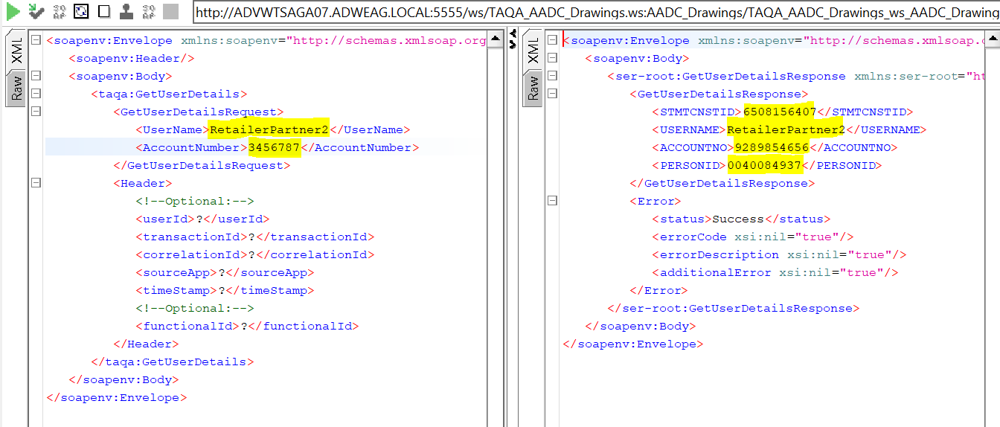 http://ADVWTSAGA07.ADWEAG.LOCAL:5555/ws/TAQA_AADC_Drawings.ws:AADC_Drawings/TAQA_AADC_Drawings_ws_AADC_Drawing
XML
Raw
<soapenv:Envelope xmlns:soapenv="http://schemas.xmlsoap.org
<soapenv:Header/>
<soapenv:Body>
<taqa:GetUserDetails>
<GetUserDetailsRequest>
<UserName>RetailerPartner2</UserName>
<AccountNumber>3456787</AccountNumber>
</GetUserDetailsRequest>
<Header>
<!--Optional:-->
<userId>?</userId>
<transactionId>?</transactionId>
<correlationId>?</correlationId>
<sourceApp>?</sourceApp>
<timeStamp>?</timeStamp>
<!--Optional:-->
<functionalId>?</functionalId>
</Header>
</taqa:GetUserDetails>
</soapenv:Body>
</soapenv:Envelope>
XML
Raw
<soapenv:Envelope xmlns:soapenv="http://schemas.xmlsoap.
<soapenv:Body>
<ser-root:GetUserDetailsResponse xmlns:ser-root="ht
<GetUserDetailsResponse>
<STMTCNSTID>6508156407</STMTCNSTID>
<USERNAME>RetailerPartner2</USERNAME>
<ACCOUNTNO>9289854656</ACCOUNTNO>
<PERSONID>0040084937</PERSONID>
</GetUserDetailsResponse>
<Error>
<status>Success</status>
<errorCode xsi:nil="true"/>
<errorDescription xsi:nil="true"/>
<additionalError xsi:nil="true"/>
</Error>
</ser-root:GetUserDetailsResponse>
</soapenv:Body>
</soapenv:Envelope>